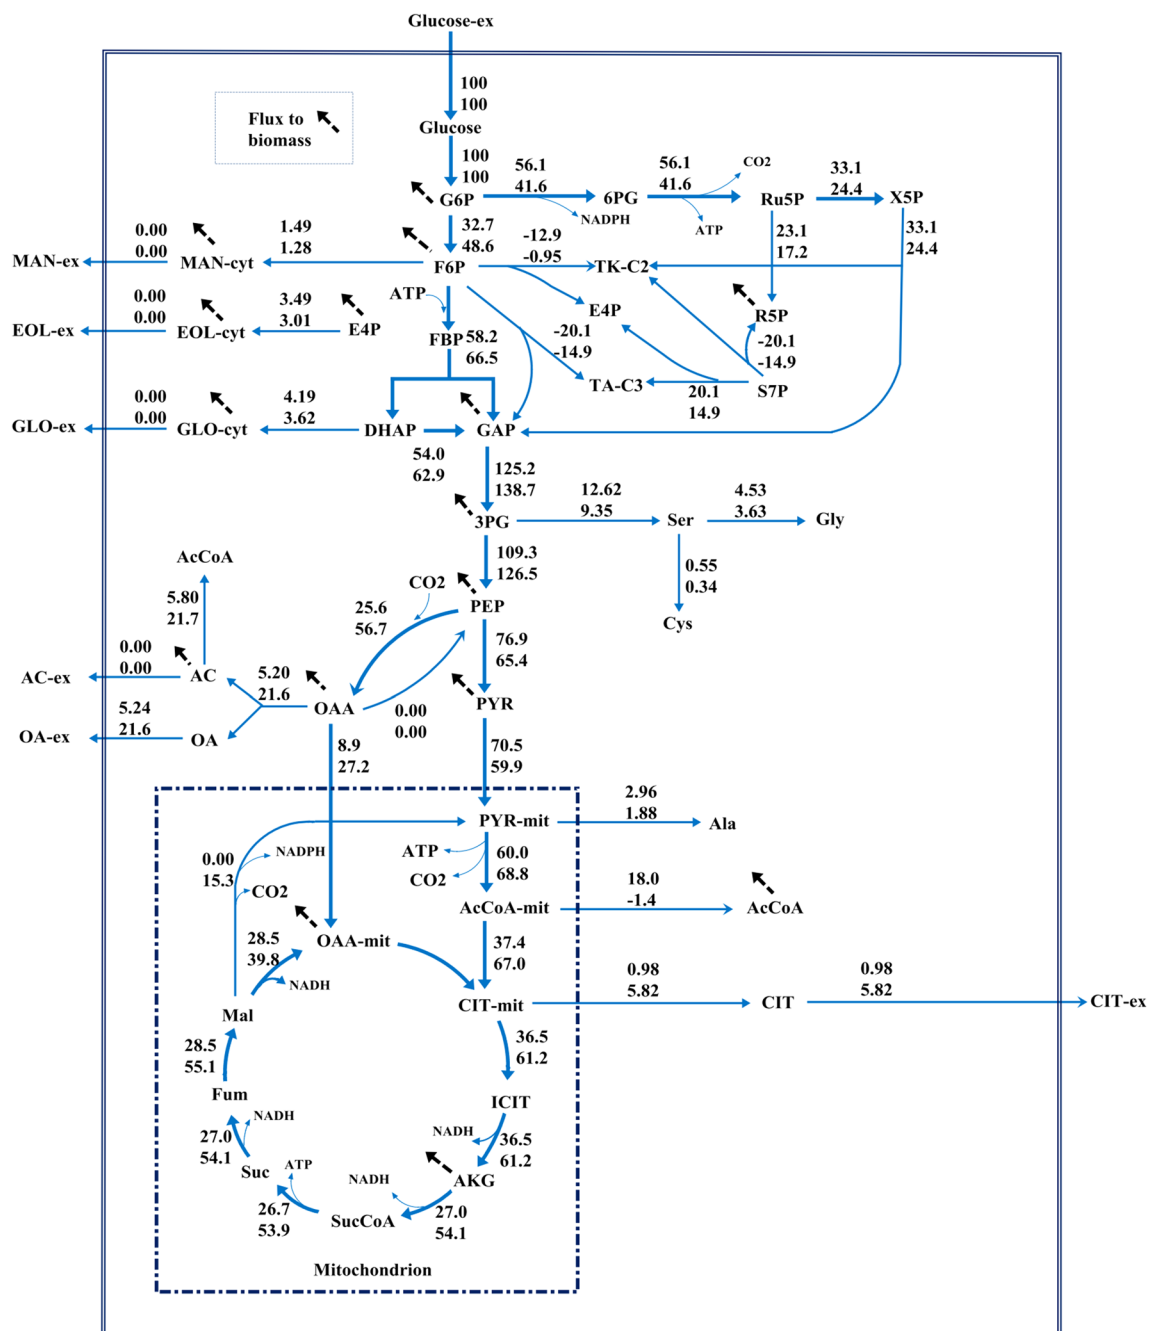 Glucose-ex
100
100
Flux to
biomass
Glucose
100
100
56.1
41.6
56.1
41.6
CO2
33.1
24.4
G6P
6PG
Ru5P
X5P
NADPH
ATP
32.7
48.6
-12.9
-0.95
23.1
17.2
33.1
24.4
0.00
0.00
1.49
1.28
MAN-ex
MAN-cyt
F6P
TK-C2
ATP
0.00
0.00
3.49
3.01
E4P
R5P
EOL-ex
EOL-cyt
E4P
FBP
58.2
66.5
-20.1
-14.9
-20.1
-14.9
TA-C3
S7P
20.1
14.9
0.00
0.00
4.19
3.62
GLO-ex
GLO-cyt
DHAP
GAP
54.0
62.9
125.2
138.7
12.62
9.35
4.53
3.63
3PG
Ser
Gly
109.3
126.5
0.55
0.34
AcCoA
CO2
PEP
Cys
5.80
21.7
25.6
56.7
76.9
65.4
0.00
0.00
AC-ex
AC
5.20
21.6
OAA
0.00
0.00
PYR
5.24
21.6
OA-ex
OA
8.9
27.2
70.5
59.9
2.96
1.88
PYR-mit
Ala
0.00
15.3
NADPH
ATP
CO2
60.0
68.8
CO2
18.0
-1.4
AcCoA-mit
AcCoA
28.5
39.8
OAA-mit
37.4
67.0
NADH
0.98
5.82
0.98
5.82
Mal
CIT-mit
CIT
CIT-ex
28.5
55.1
36.5
61.2
Fum
ICIT
NADH
27.0
54.1
NADH
36.5
61.2
Suc
ATP
NADH
AKG
26.7
53.9
SucCoA
27.0
54.1
Mitochondrion